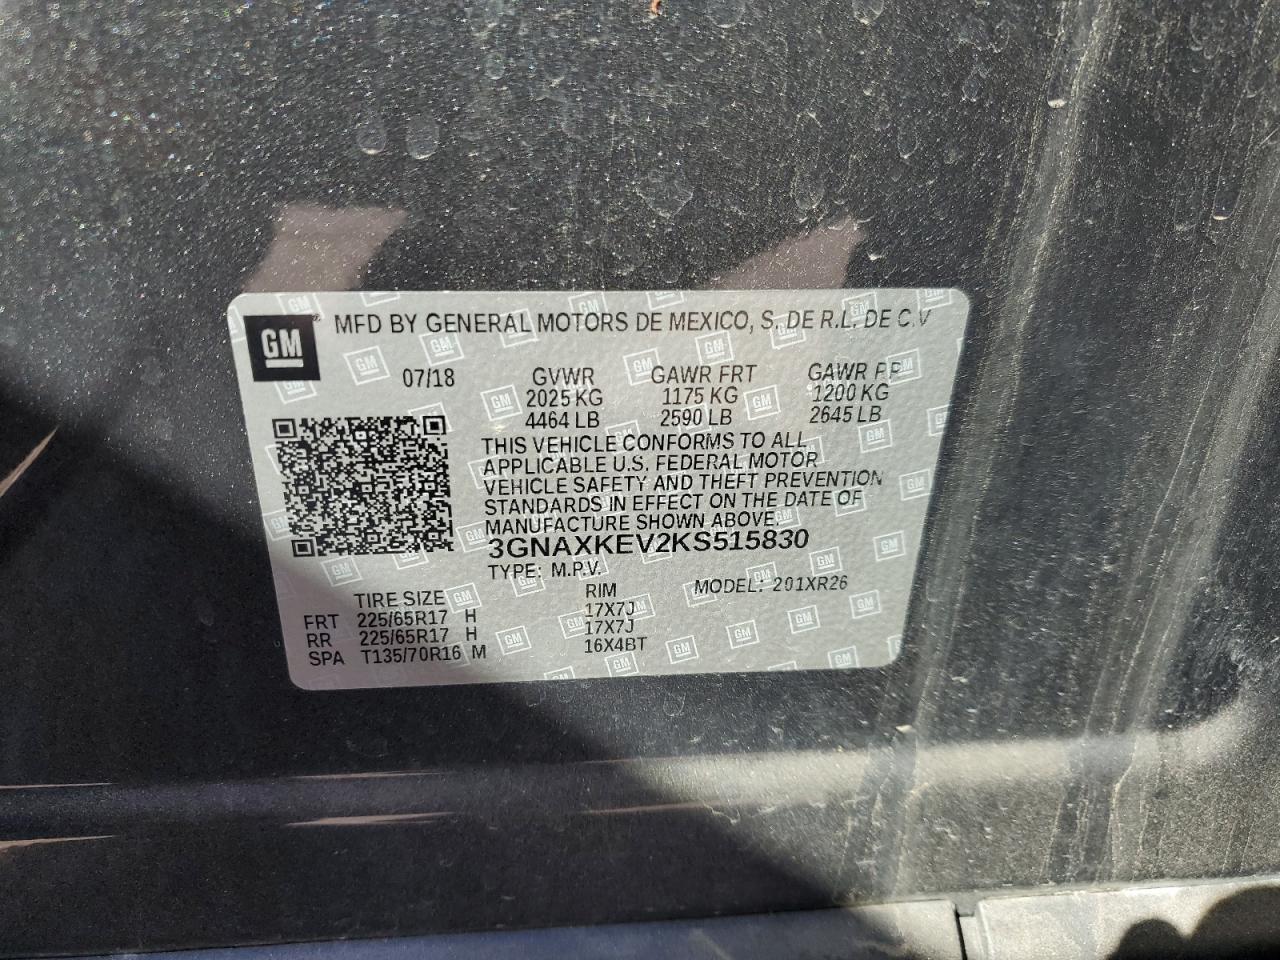 GM MFD BY GENERAL MOTORS DE MEXICO, S. DE R.L. DE C.V
07/18 GVWR GAWR FRT GAWR RR
2025 KG 1175 KG 1200 KG
4464 LB 2590 LB 2645 LB
THIS VEHICLE CONFORMS TO ALL
APPLICABLE U.S. FEDERAL MOTOR
VEHICLE SAFETY AND THEFT PREVENTION
STANDARDS IN EFFECT ON THE DATE OF
MANUFACTURE SHOWN ABOVE.
3GNAXKEV2KS515830
TYPE: M.P.V. MODEL: 201XR26
TIRE SIZE RIM
FRT 225/65R17 H 17X7J
RR 225/65R17 H 17X7J
SPA T135/70R16 M 16X4BT